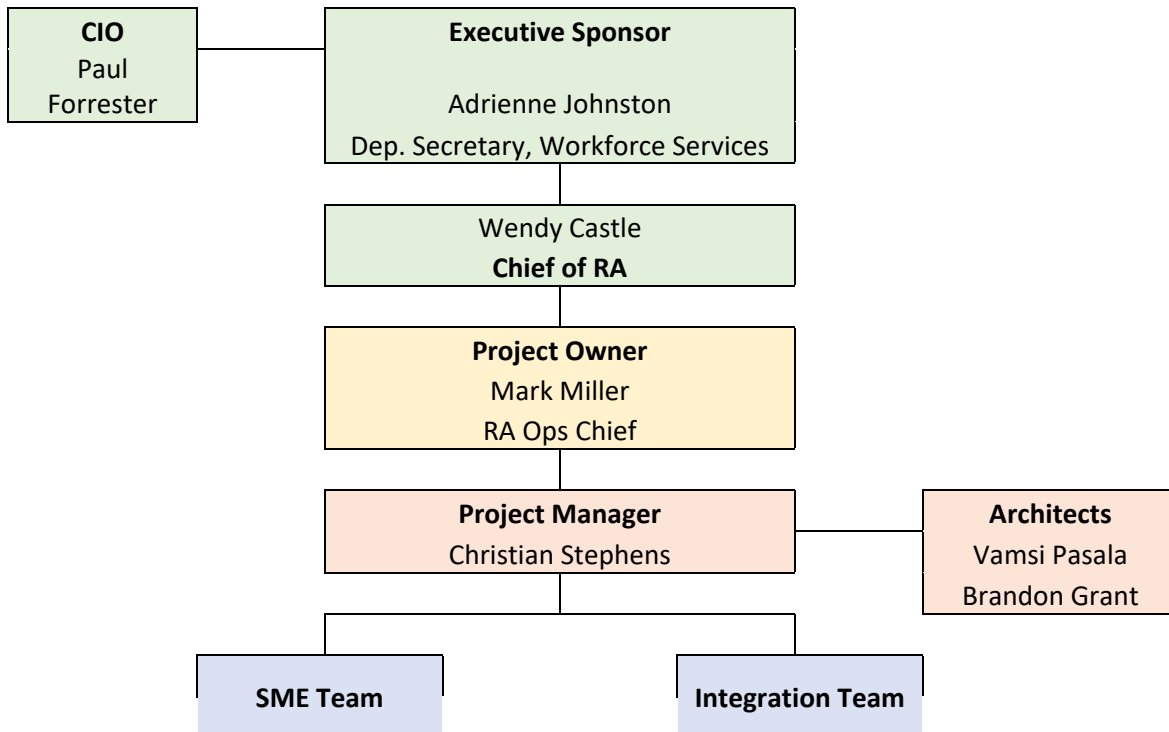 CIO
Paul
Forrester
Executive Sponsor
Adrienne Johnston
Dep. Secretary, Workforce Services
Wendy Castle
Chief of RA
Project Owner
Mark Miller
RA Ops Chief
Project Manager
Christian Stephens
Architects
Vamsi Pasala
Brandon Grant
SME Team
Integration Team